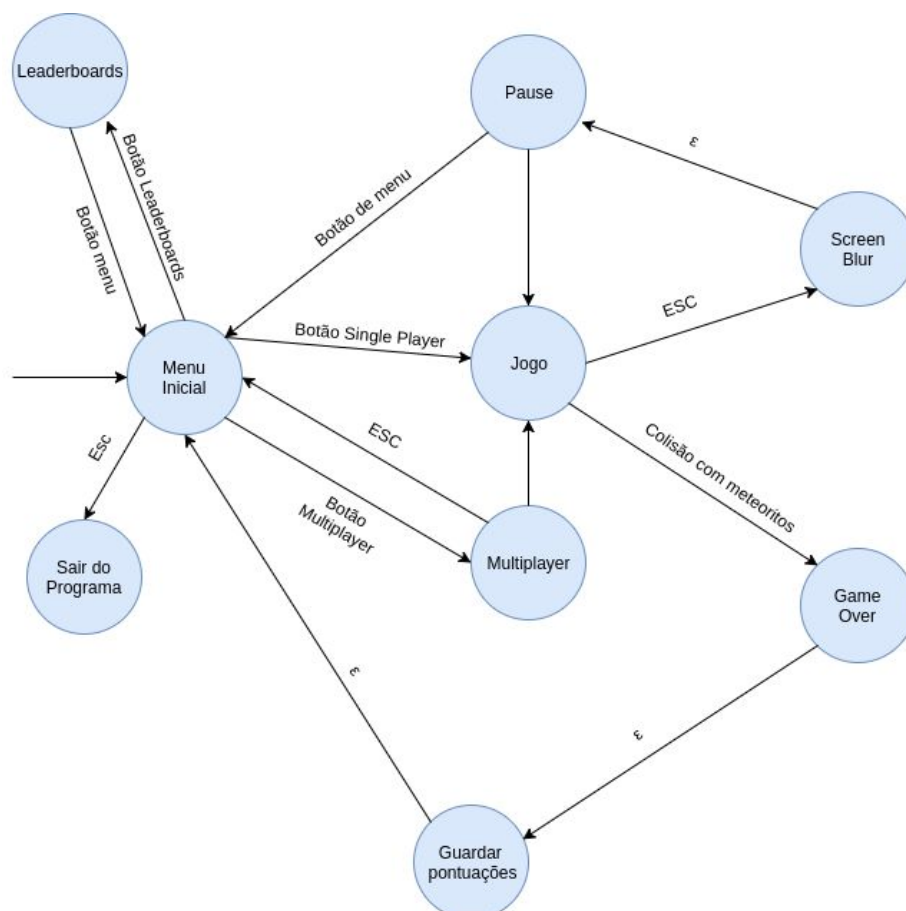 Leaderboards
Pause
Botão Leaderboards
Botão menu
Botão de menu
ε
Screen
Blur
ESC
Botão Single Player
Jogo
Menu
Inicial
ESC
Esc
Colisão com meteoritos
Botão
Multiplayer
Multiplayer
Sair do
Programa
Game
Over
ε
ε
Guardar
pontuações